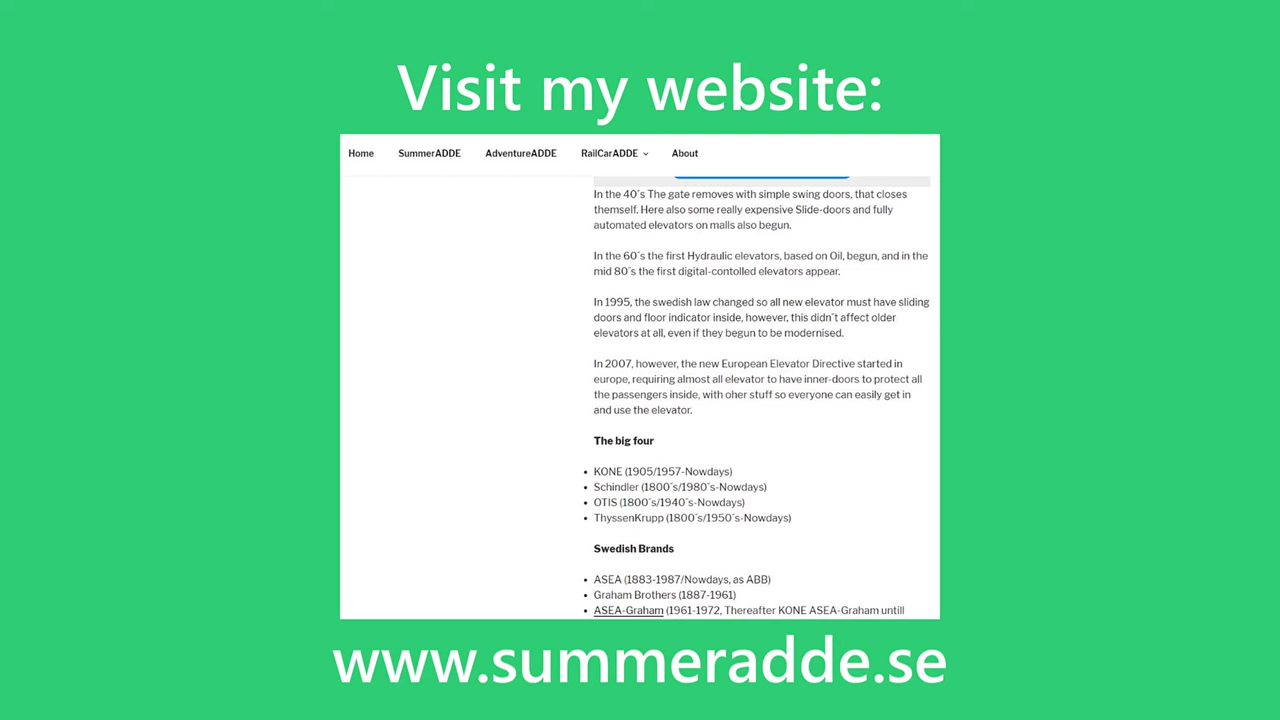 Visit my website:
Home SummerADDE AdventureADDE RailCarADDE About
In the 40´s The gate removes with simple swing doors, that closes
themself. Here also some really expensive Slide-doors and fully
automated elevators on malls also begun.
In the 60´s the first Hydraulic elevators, based on Oil, begun, and in the
mid 80´s the first digital-contolled elevators appear.
In 1995, the swedish law changed so all new elevator must have sliding
doors and floor indicator inside, however, this didn´t affect older
elevators at all, even if they begun to be modernised.
In 2007, however, the new European Elevator Directive started in
europe, requiring almost all elevator to have inner-doors to protect all
the passengers inside, with oher stuff so everyone can easily get in
and use the elevator.
The big four
• KONE (1905/1957-Nowdays)
• Schindler (1800´s/1980´s-Nowdays)
• OTIS (1800´s/1940´s-Nowdays)
• ThyssenKrupp (1800´s/1950´s-Nowdays)
Swedish Brands
• ASEA (1883-1987/Nowdays, as ABB)
• Graham Brothers (1887-1961)
• ASEA-Graham (1961-1972, Thereafter KONE ASEA-Graham untill
www.summeradde.se